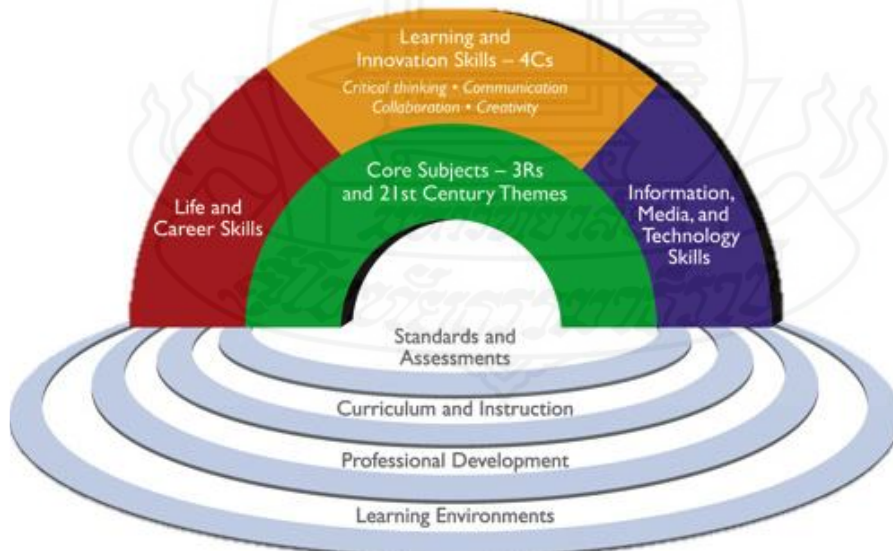 Learning and
Innovation Skills – 4Cs
Critical thinking • Communication
Collaboration • Creativity
Core Subjects – 3Rs
and 21st Century Themes
Life and
Career Skills
Information,
Media, and
Technology
Skills
Standards and
Assessments
Curriculum and Instruction
Professional Development
Learning Environments